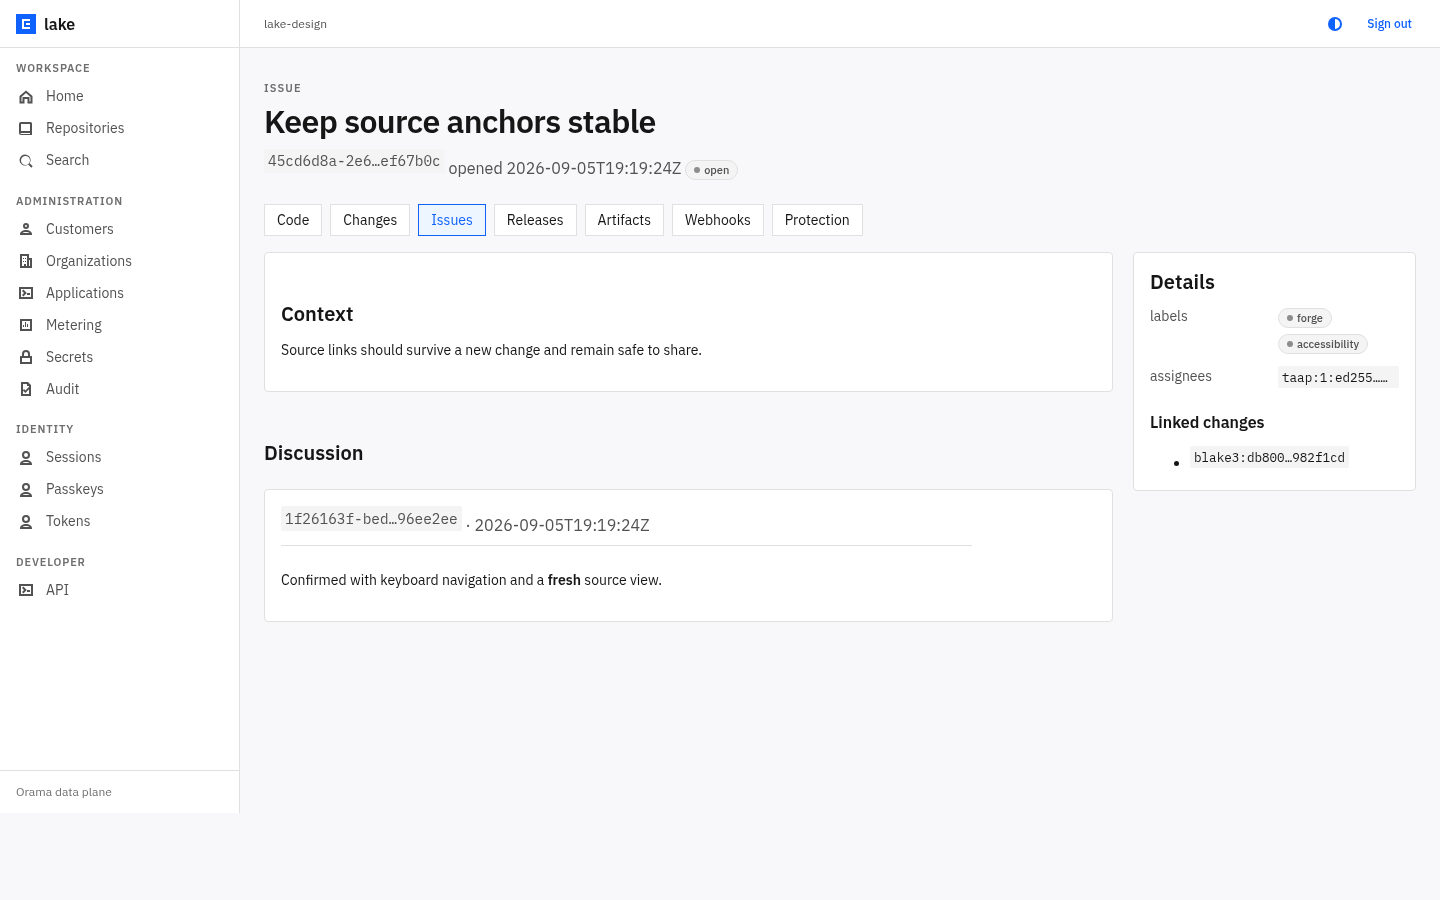 lake
lake-design
Sign out
WORKSPACE
Home
Repositories
Search
ADMINISTRATION
Customers
Organizations
Applications
Metering
Secrets
Audit
IDENTITY
Sessions
Passkeys
Tokens
DEVELOPER
API
Orama data plane
ISSUE
Keep source anchors stable
45cd6d8a-2e6…ef67b0c opened 2026-09-05T19:19:24Z open
Code Changes Issues Releases Artifacts Webhooks Protection
Context
Source links should survive a new change and remain safe to share.
Discussion
1f26163f-bed…96ee2ee · 2026-09-05T19:19:24Z
Confirmed with keyboard navigation and a fresh source view.
Details
labels forge
accessibility
assignees taap:1:ed255……
Linked changes
blake3:db800…982f1cd